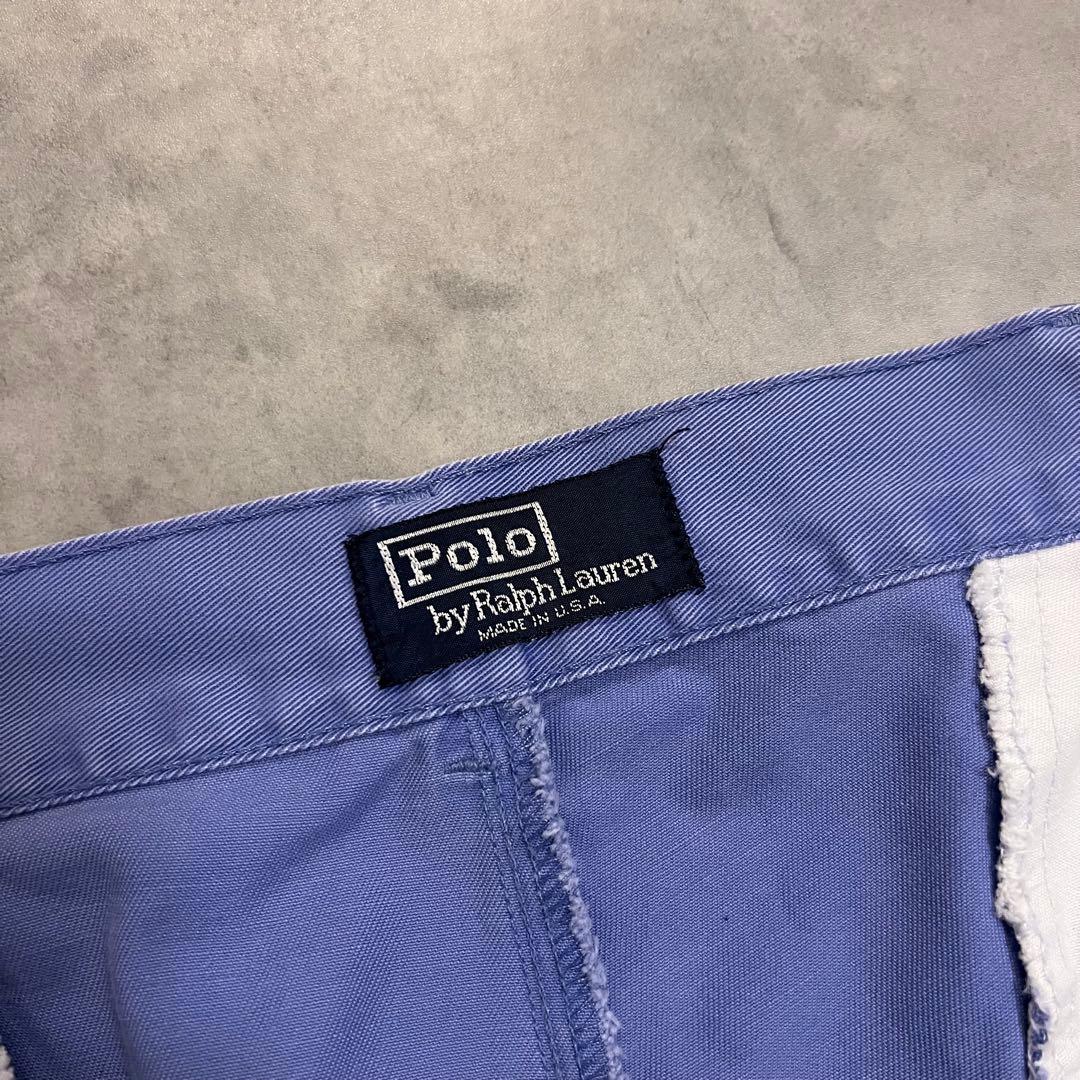 Polo
by Ralph Lauren
MADE IN U.S.A.